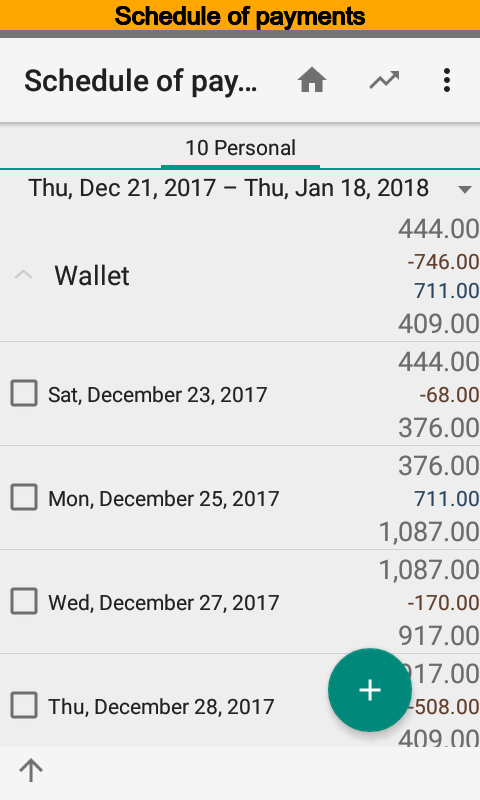 Schedule of payments
Schedule of pay...
10 Personal
Thu, Dec 21, 2017 – Thu, Jan 18, 2018
444.00
-746.00
Wallet
711.00
409.00
444.00
Sat, December 23, 2017 -68.00
376.00
376.00
Mon, December 25, 2017 711.00
1,087.00
1,087.00
Wed, December 27, 2017 -170.00
917.00
917.00
Thu, December 28, 2017 -508.00
409.00